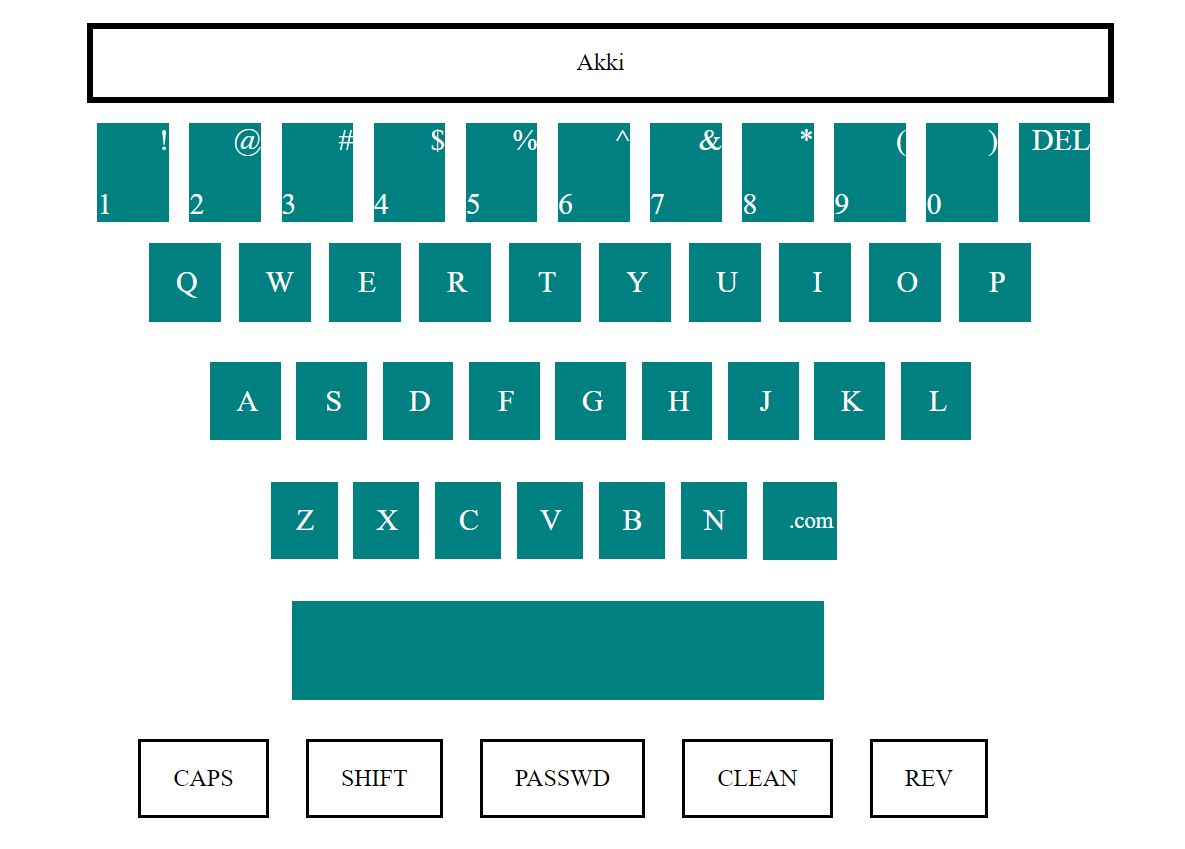 Akki
! @ # $ % ^ & * ( ) DEL
1 2 3 4 5 6 7 8 9 0
Q W E R T Y U I O P
A S D F G H J K L
Z X C V B N .com
CAPS SHIFT PASSWD CLEAN REV